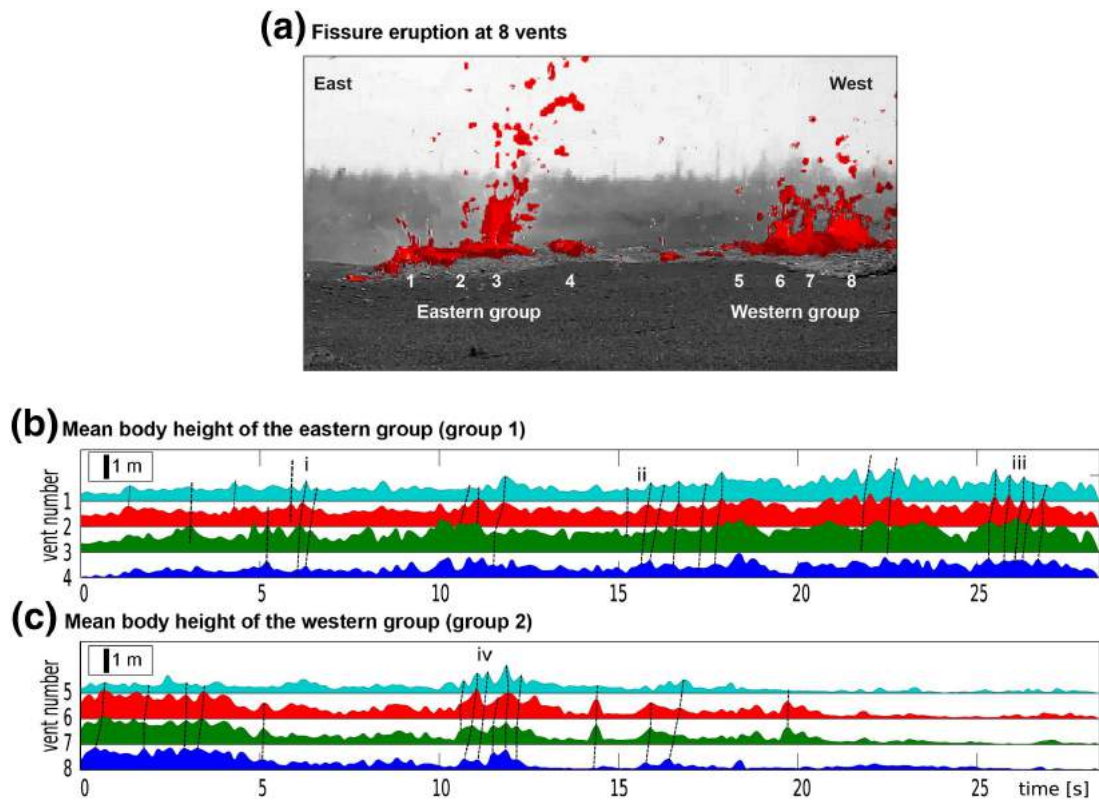 (a) Fissure eruption at 8 vents
East West
1 2 3 4 5 6 7 8
Eastern group Western group
(b) Mean body height of the eastern group (group 1)
1 m
i ii iii
vent number
1
2
3
4
0 5 10 15 20 25
(c) Mean body height of the western group (group 2)
1 m
iv
vent number
5
6
7
8
0 5 10 15 20 25 time [s]